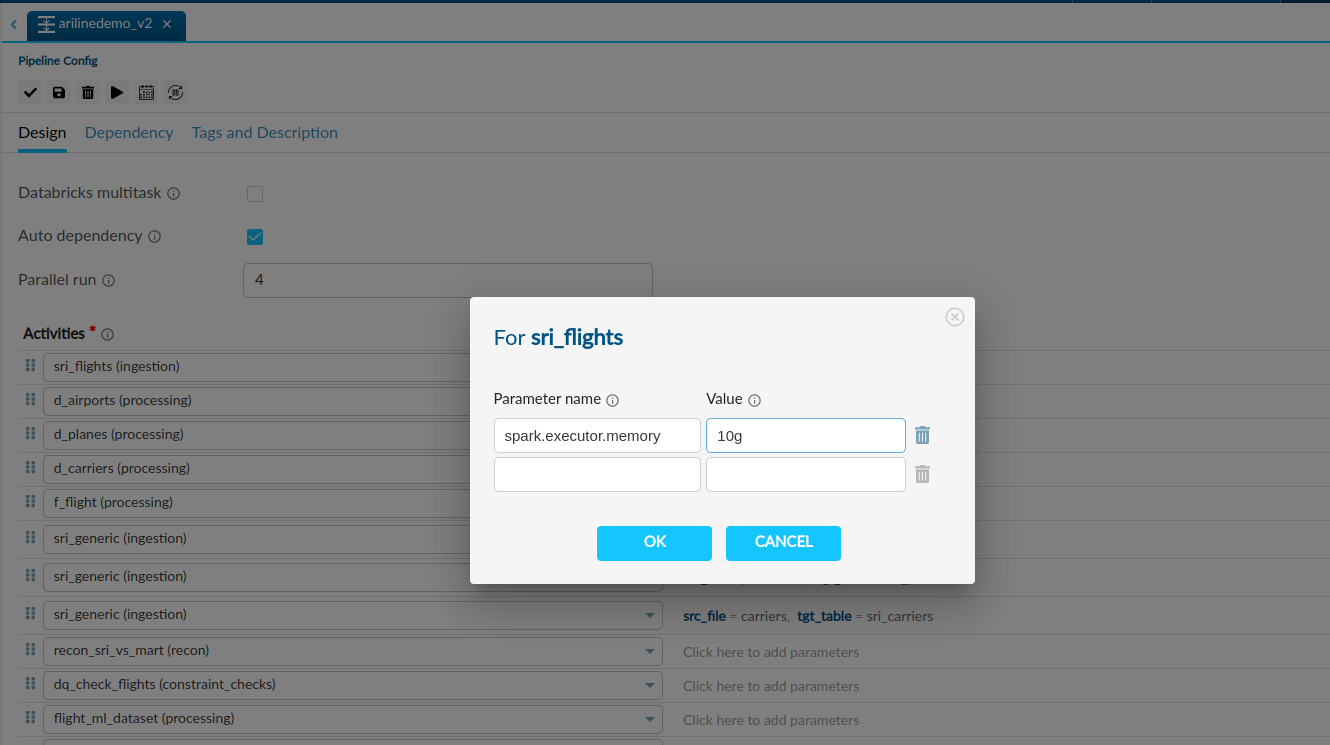 arilinedemo_v2 ×
Pipeline Config
Design Dependency Tags and Description
Databricks multitask
Auto dependency
Parallel run 4
Activities *
For sri_flights
Parameter name Value
spark.executor.memory 10g
OK CANCEL
sri_flights (ingestion)
d_airports (processing)
d_planes (processing)
d_carriers (processing)
f_flight (processing)
sri_generic (ingestion)
sri_generic (ingestion)
sri_generic (ingestion) src_file = carriers, tgt_table = sri_carriers
recon_sri_vs_mart (recon) Click here to add parameters
dq_check_flights (constraint_checks) Click here to add parameters
flight_ml_dataset (processing) Click here to add parameters